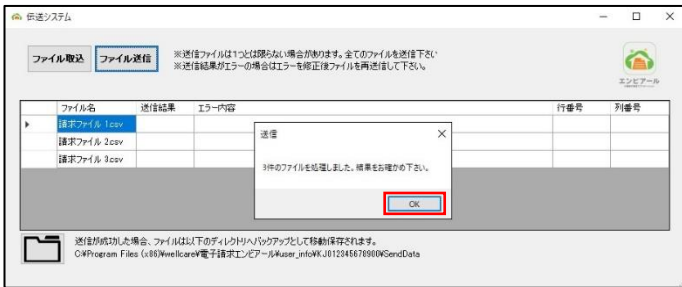 伝送システム
ファイル取込
ファイル送信
※送信ファイルは1つとは限らない場合があります。全てのファイルを送信下さい
※送信結果がエラーの場合はエラーを修正後ファイルを再送信して下さい。
エンビアール
ファイル名 送信結果 エラー内容 行番号 列番号
請求ファイル 1.csv
請求ファイル 2.csv
請求ファイル 3.csv
送信
3件のファイルを処理しました。結果をお確かめ下さい。
OK
送信が成功した場合、ファイルは以下のディレクトリへバックアップとして移動保存されます。
C:¥Program Files (x86)¥wellcare¥電子請求エンビアール¥user_info¥KJ012345678900¥SendData